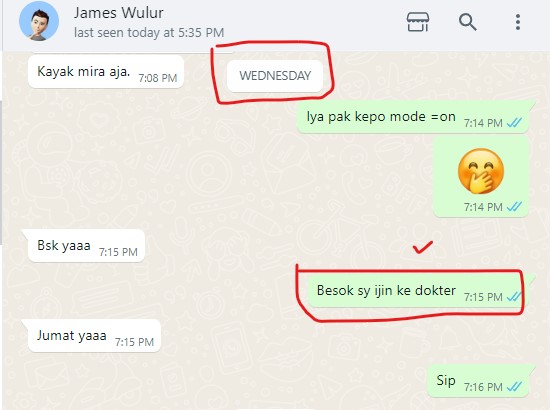 James Wulur
last seen today at 5:35 PM
Kayak mira aja. 7:08 PM
WEDNESDAY
Iya pak kepo mode =on 7:14 PM
7:14 PM
Bsk yaaa 7:15 PM
Besok sy ijin ke dokter 7:15 PM
Jumat yaaa 7:15 PM
Sip 7:16 PM